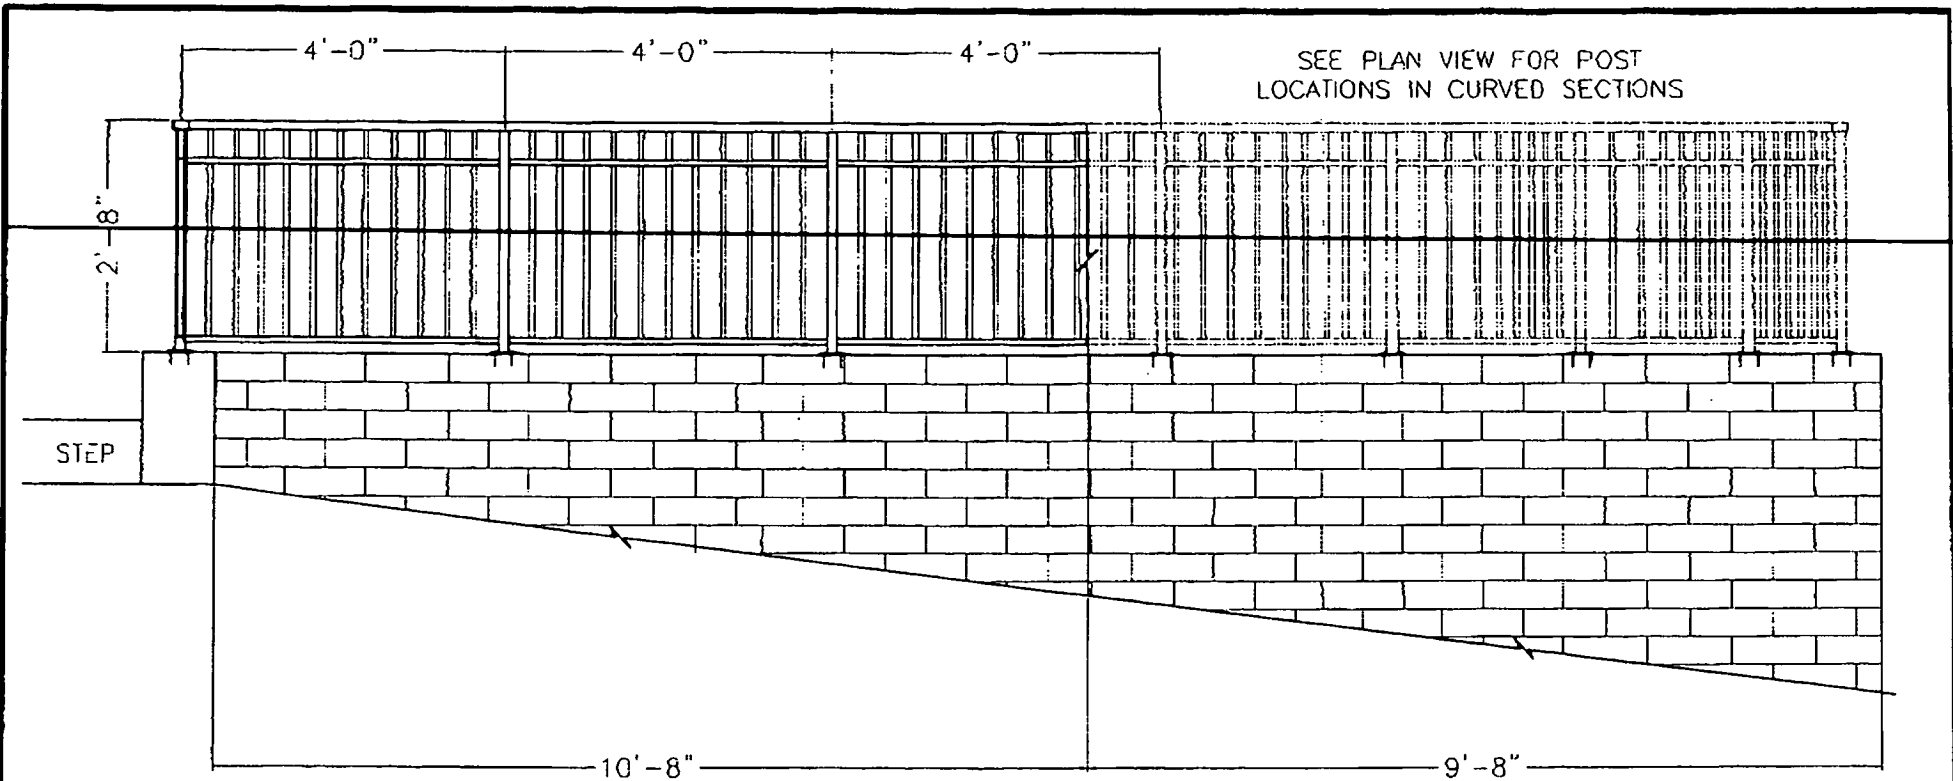 4'-0" 4'-0" 4'-0"
SEE PLAN VIEW FOR POST
LOCATIONS IN CURVED SECTIONS
2'-8"
STEP
10'-8" 9'-8"